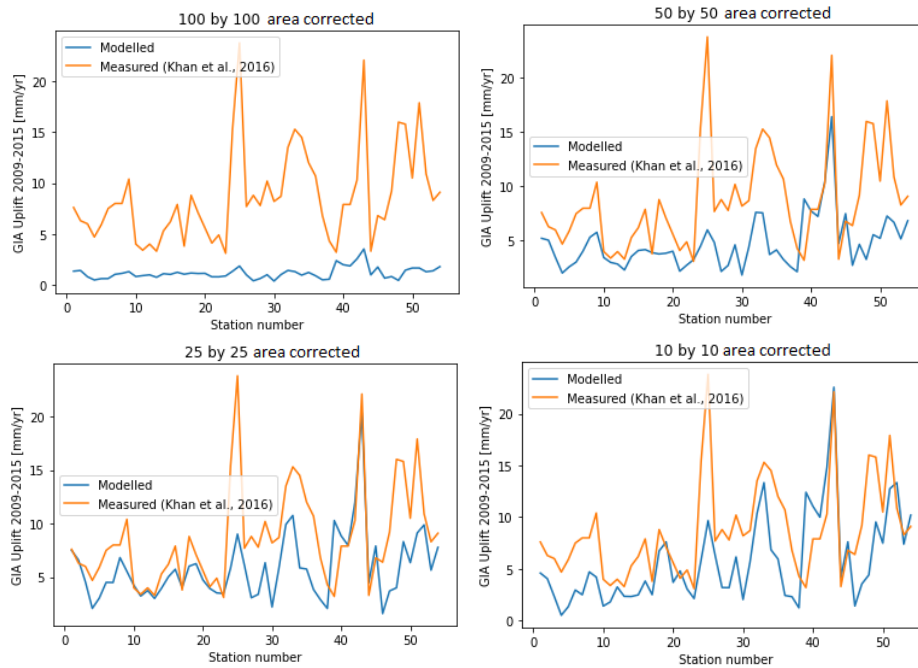 100 by 100 area corrected
GIA Uplift 2009-2015 [mm/yr]
Modelled
Measured (Khan et al., 2016)
20
15
10
5
0
0 10 20 30 40 50
Station number
50 by 50 area corrected
GIA Uplift 2009-2015 [mm/yr]
Modelled
Measured (Khan et al., 2016)
20
15
10
5
0 10 20 30 40 50
Station number
25 by 25 area corrected
GIA Uplift 2009-2015 [mm/yr]
Modelled
Measured (Khan et al., 2016)
20
15
10
5
0 10 20 30 40 50
Station number
10 by 10 area corrected
GIA Uplift 2009-2015 [mm/yr]
Modelled
Measured (Khan et al., 2016)
20
15
10
5
0
0 10 20 30 40 50
Station number